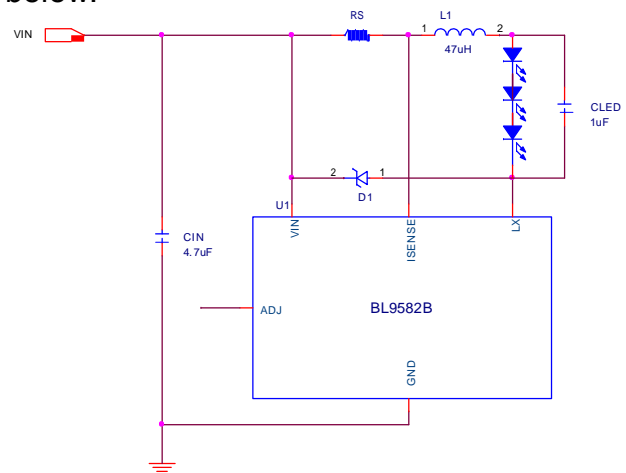 below.
VIN
RS
L1
1
2
47uH
CLED
1uF
2
1
D1
U1
VIN
ISENSE
LX
CIN
4.7uF
ADJ
BL9582B
GND